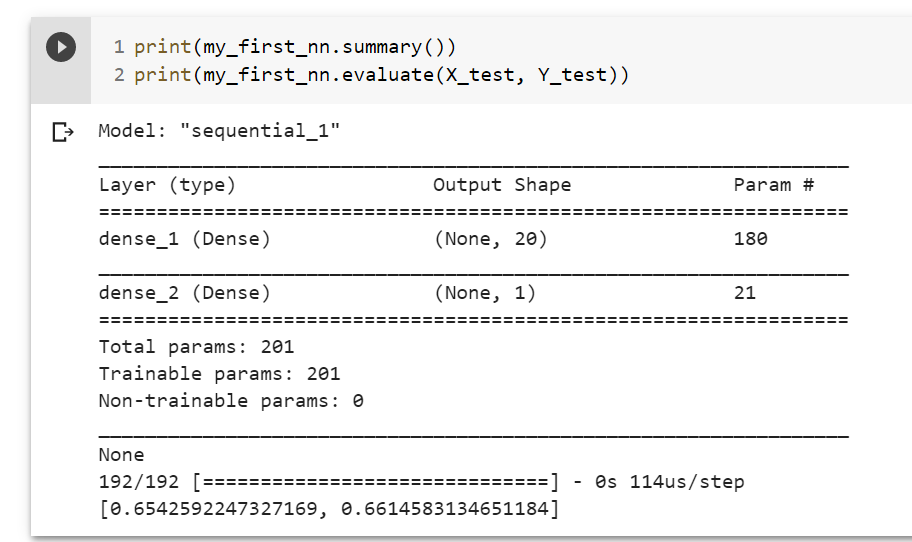 1 print(my_first_nn.summary())
2 print(my_first_nn.evaluate(X_test, Y_test))
Model: "sequential_1"
_________________________________________________________________
Layer (type) Output Shape Param #
=================================================================
dense_1 (Dense) (None, 20) 180
_________________________________________________________________
dense_2 (Dense) (None, 1) 21
=================================================================
Total params: 201
Trainable params: 201
Non-trainable params: 0
_________________________________________________________________
None
192/192 [==============================] - 0s 114us/step
[0.6542592247327169, 0.6614583134651184]